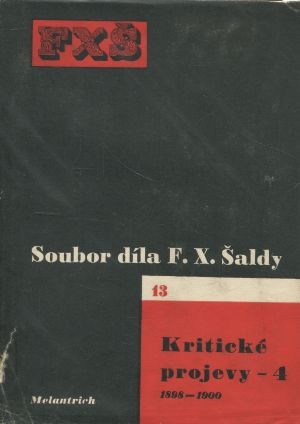 FXŠ
Soubor díla F. X. Šaldy
13
Kritické
projevy – 4
1898–1900
Melantrich